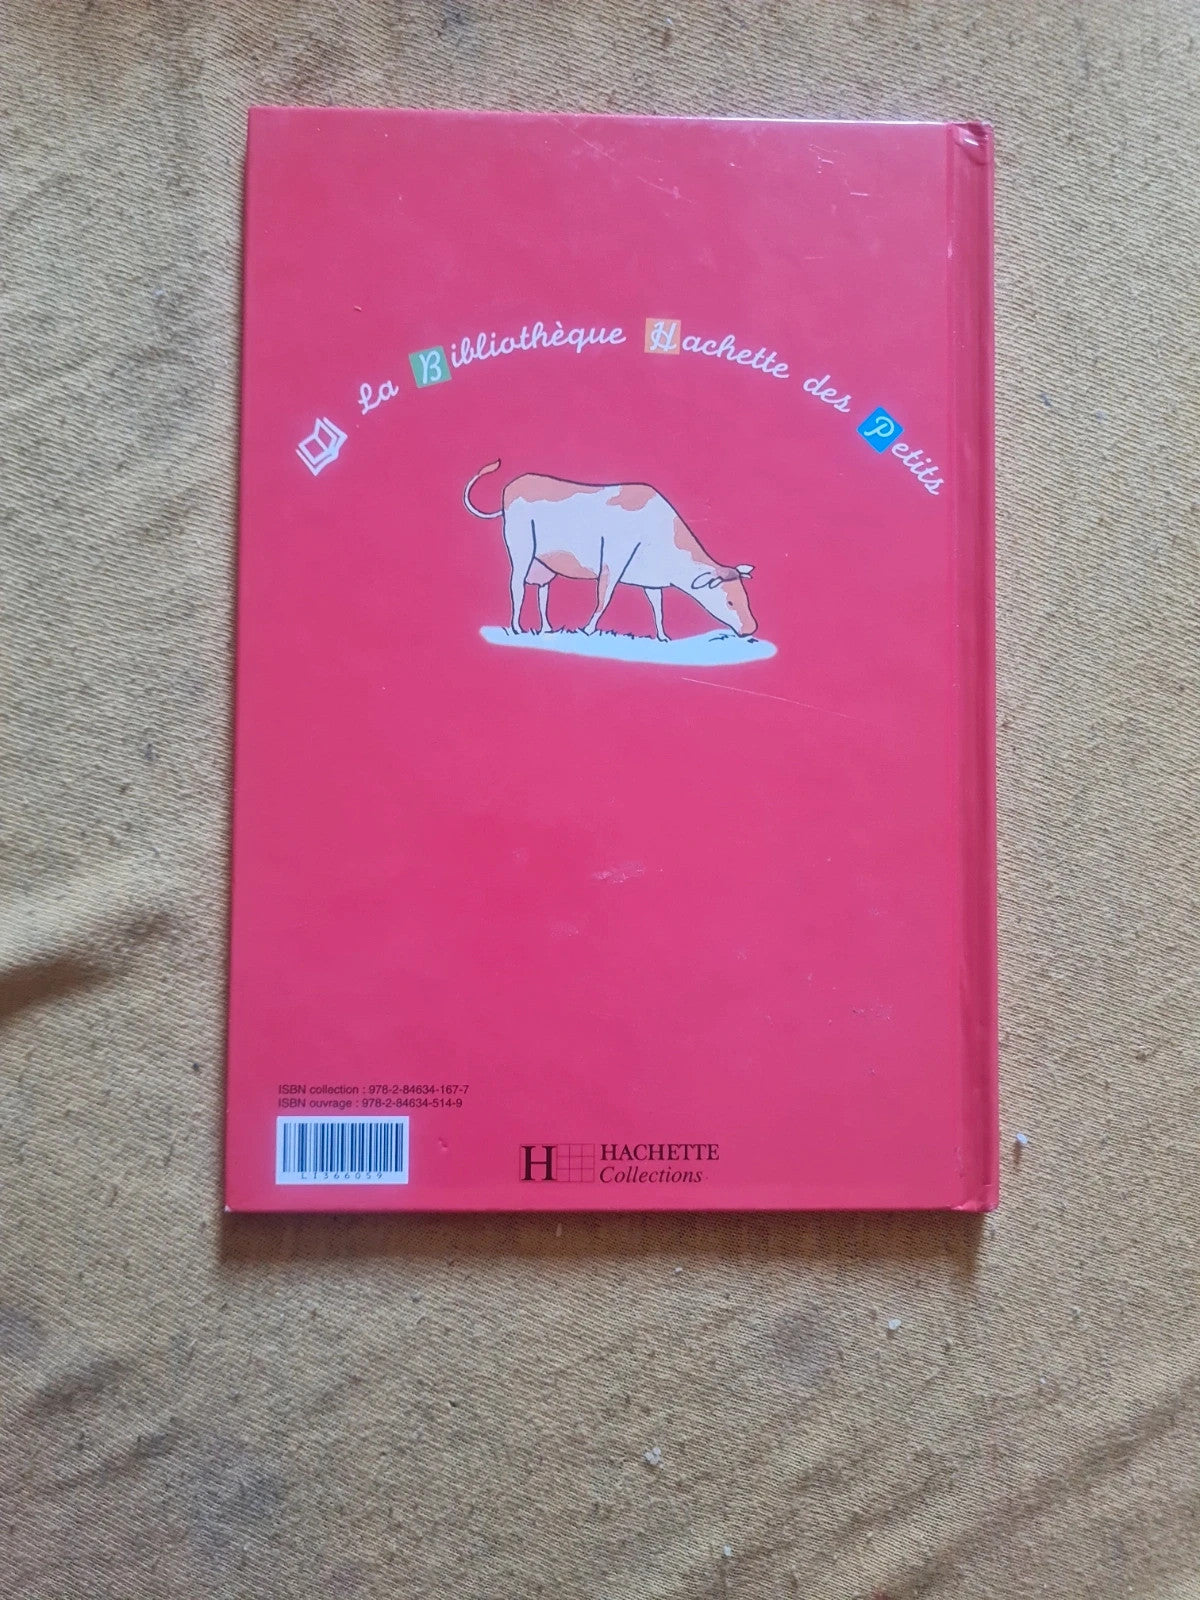 La Bibliothèque Hachette des Petits
ISBN collection : 978-2-84634-167-7
ISBN ouvrage : 978-2-84634-514-9
LI366059
H HACHETTE
Collections